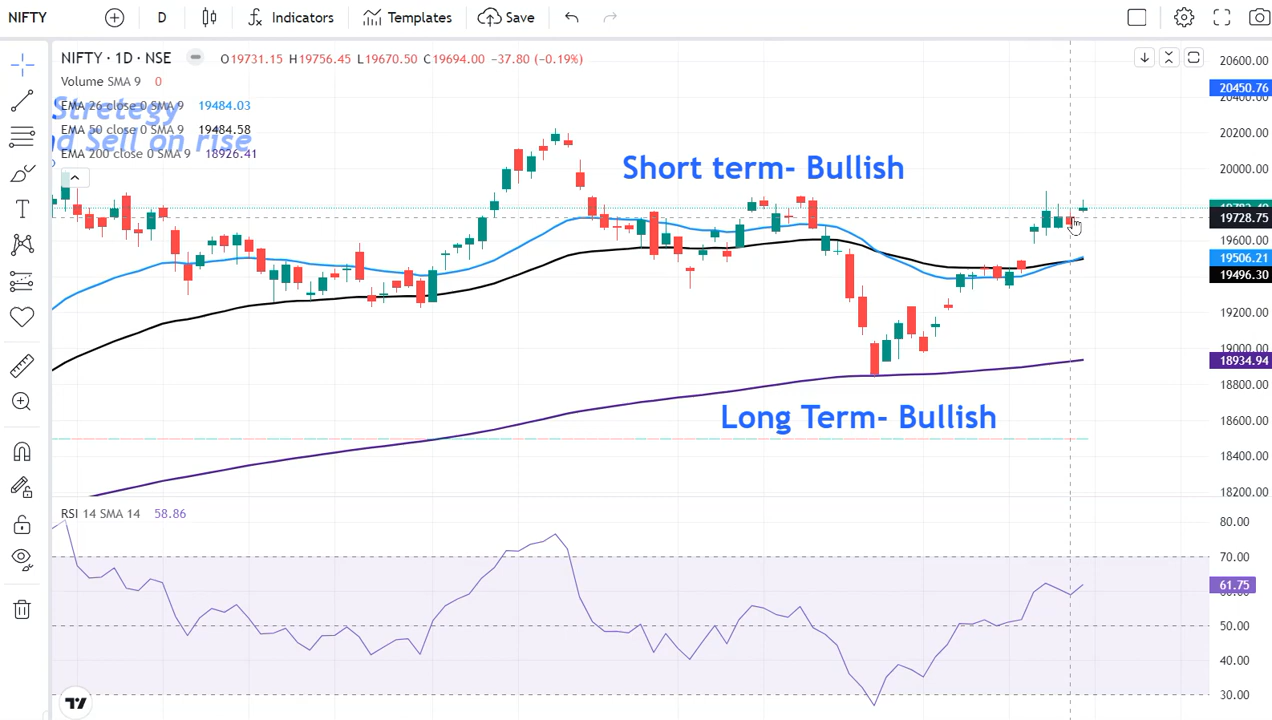 NIFTY D Indicators Templates Save
NIFTY · 1D · NSE O19731.15 H19756.45 L19670.50 C19694.00 -37.80 (-0.19%)
Volume SMA 9 0
EMA 26 close 0 SMA 9 19484.03
EMA 50 close 0 SMA 9 19484.58
EMA 200 close 0 SMA 9 18926.41
Stretegy
nd Sell on rise
Short term- Bullish
Long Term- Bullish
20600.00
20450.76
20400.00
20200.00
20000.00
19728.75
19600.00
19506.21
19496.30
19200.00
19000.00
18934.94
18800.00
18600.00
18400.00
18200.00
RSI 14 SMA 14 58.86
80.00
70.00
61.75
50.00
40.00
30.00